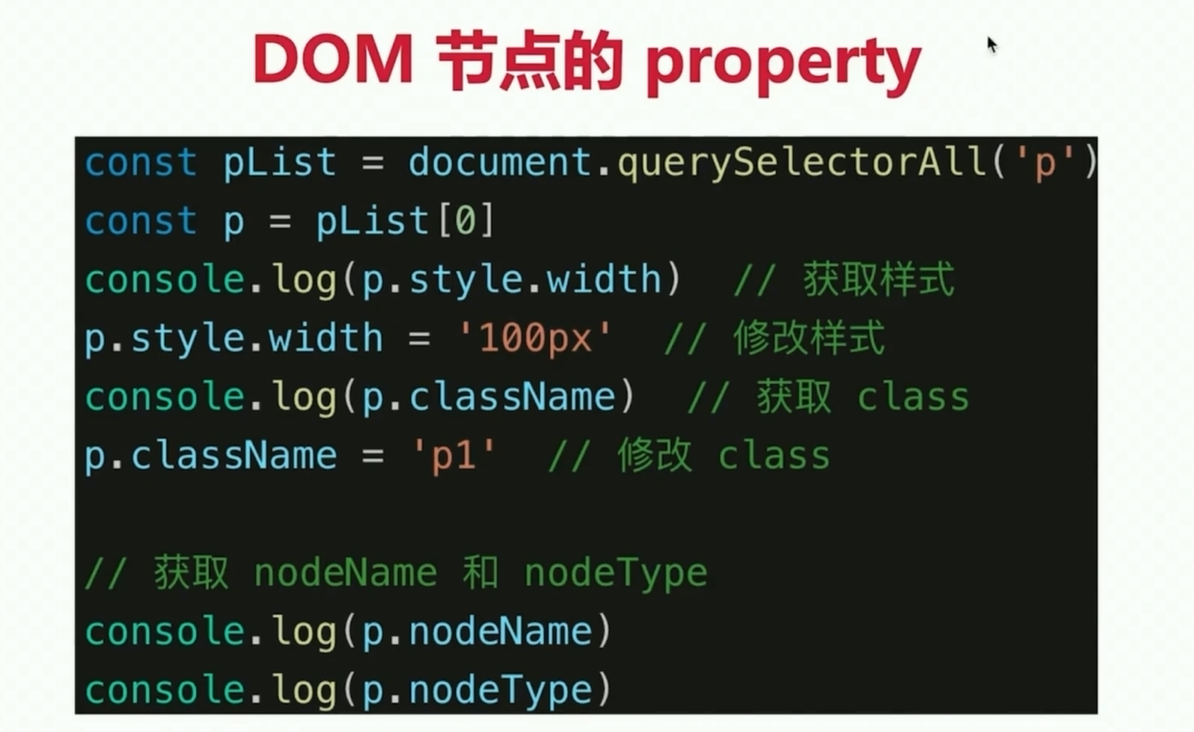 DOM 节点的 property
const pList = document.querySelectorAll('p')
const p = pList[0]
console.log(p.style.width)  // 获取样式
p.style.width = '100px'  // 修改样式
console.log(p.className)  // 获取 class
p.className = 'p1'  // 修改 class
// 获取 nodeName 和 nodeType
console.log(p.nodeName)
console.log(p.nodeType)